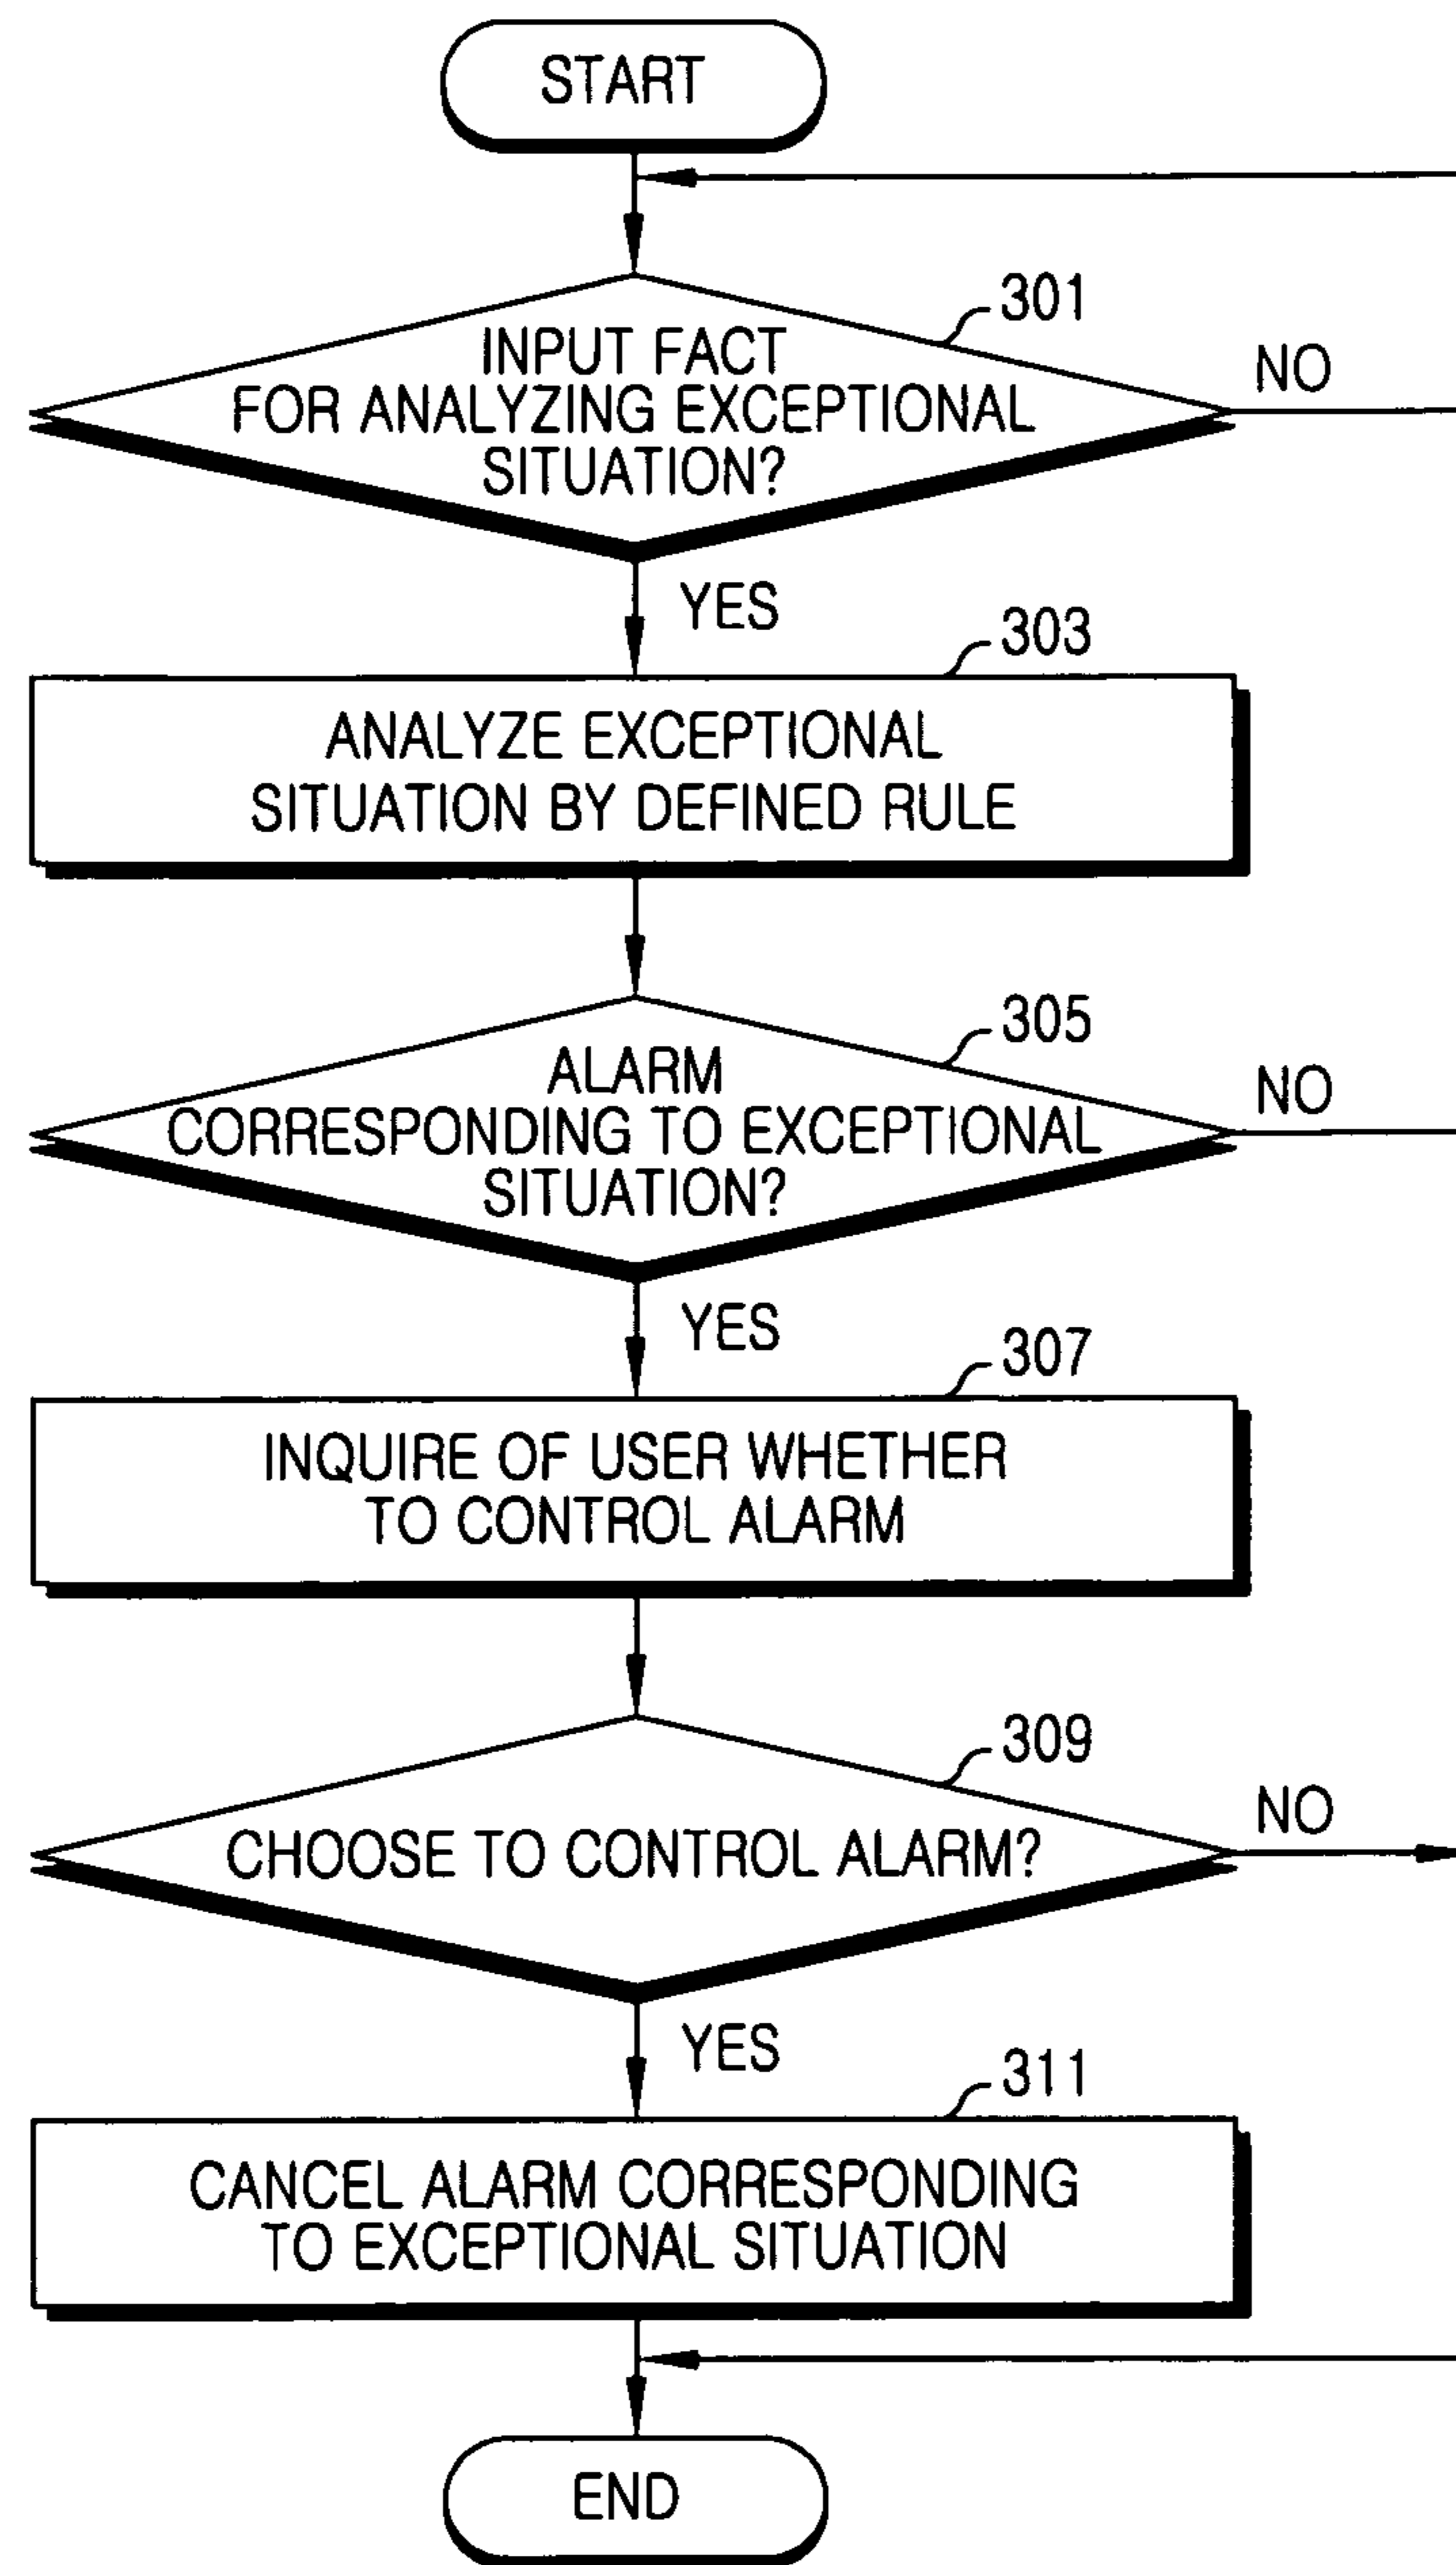 START
301
INPUT FACT
FOR ANALYZING EXCEPTIONAL
SITUATION?
NO
YES
303
ANALYZE EXCEPTIONAL
SITUATION BY DEFINED RULE
305
ALARM
CORRESPONDING TO EXCEPTIONAL
SITUATION?
NO
YES
307
INQUIRE OF USER WHETHER
TO CONTROL ALARM
309
CHOOSE TO CONTROL ALARM?
NO
YES
311
CANCEL ALARM CORRESPONDING
TO EXCEPTIONAL SITUATION
END